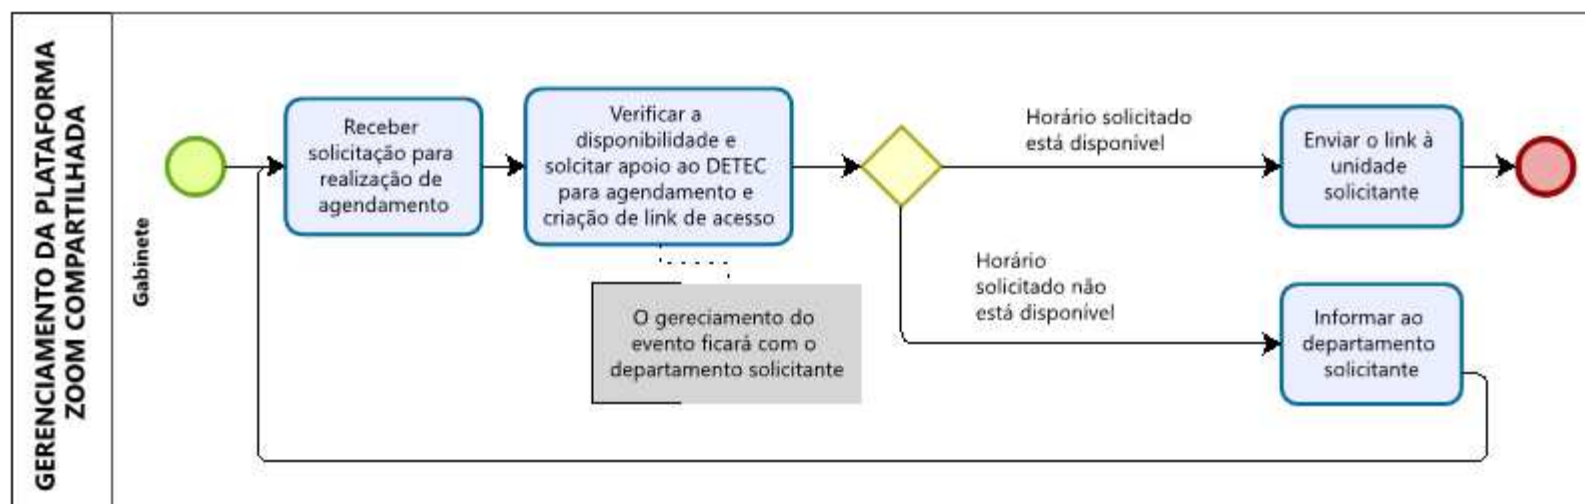 GERENCIAMENTO DA PLATAFORMA
ZOOM COMPARTILHADA
Gabinete
Receber
solicitação para
realização de
agendamento
Verificar a
disponibilidade e
solcitar apoio ao DETEC
para agendamento e
criação de link de acesso
O gereciamento do
evento ficará com o
departamento solicitante
Horário solicitado
está disponível
Enviar o link à
unidade
solicitante
Horário
solicitado não
está disponível
Informar ao
departamento
solicitante